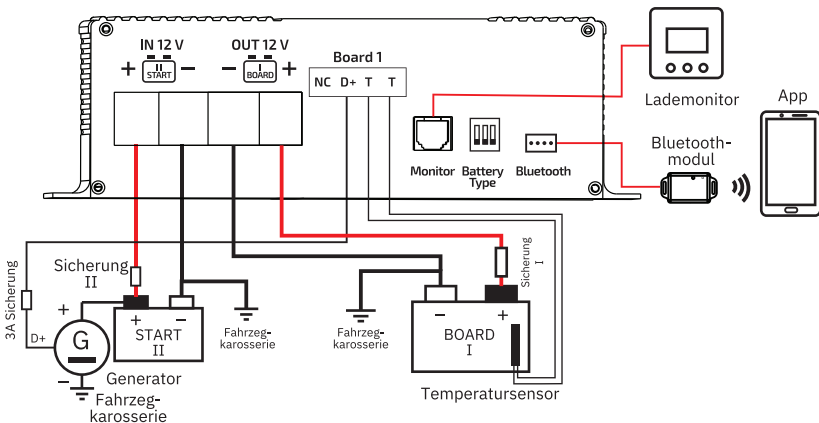 IN 12 V
OUT 12 V
+
II
START
−
−
I
BOARD
+
Board 1
NC D+ T T
Monitor
Battery
Type
Bluetooth
Lademonitor
App
Bluetooth-
modul
Sicherung
II
3A Sicherung
D+
+
G
−
+ −
START
II
Generator
Fahrzeg-
karosserie
Fahrzeg-
karosserie
Fahrzeg-
karosserie
Sicherung
I
− +
BOARD
I
Temperatursensor